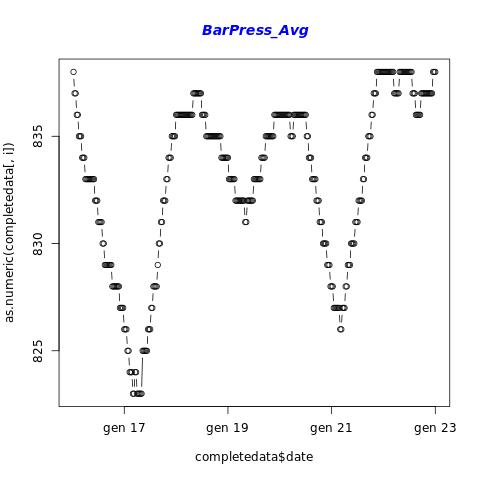 BarPress_Avg
as.numeric(completedata[, i])
835
830
825
gen 17
gen 19
gen 21
gen 23
completedata$date